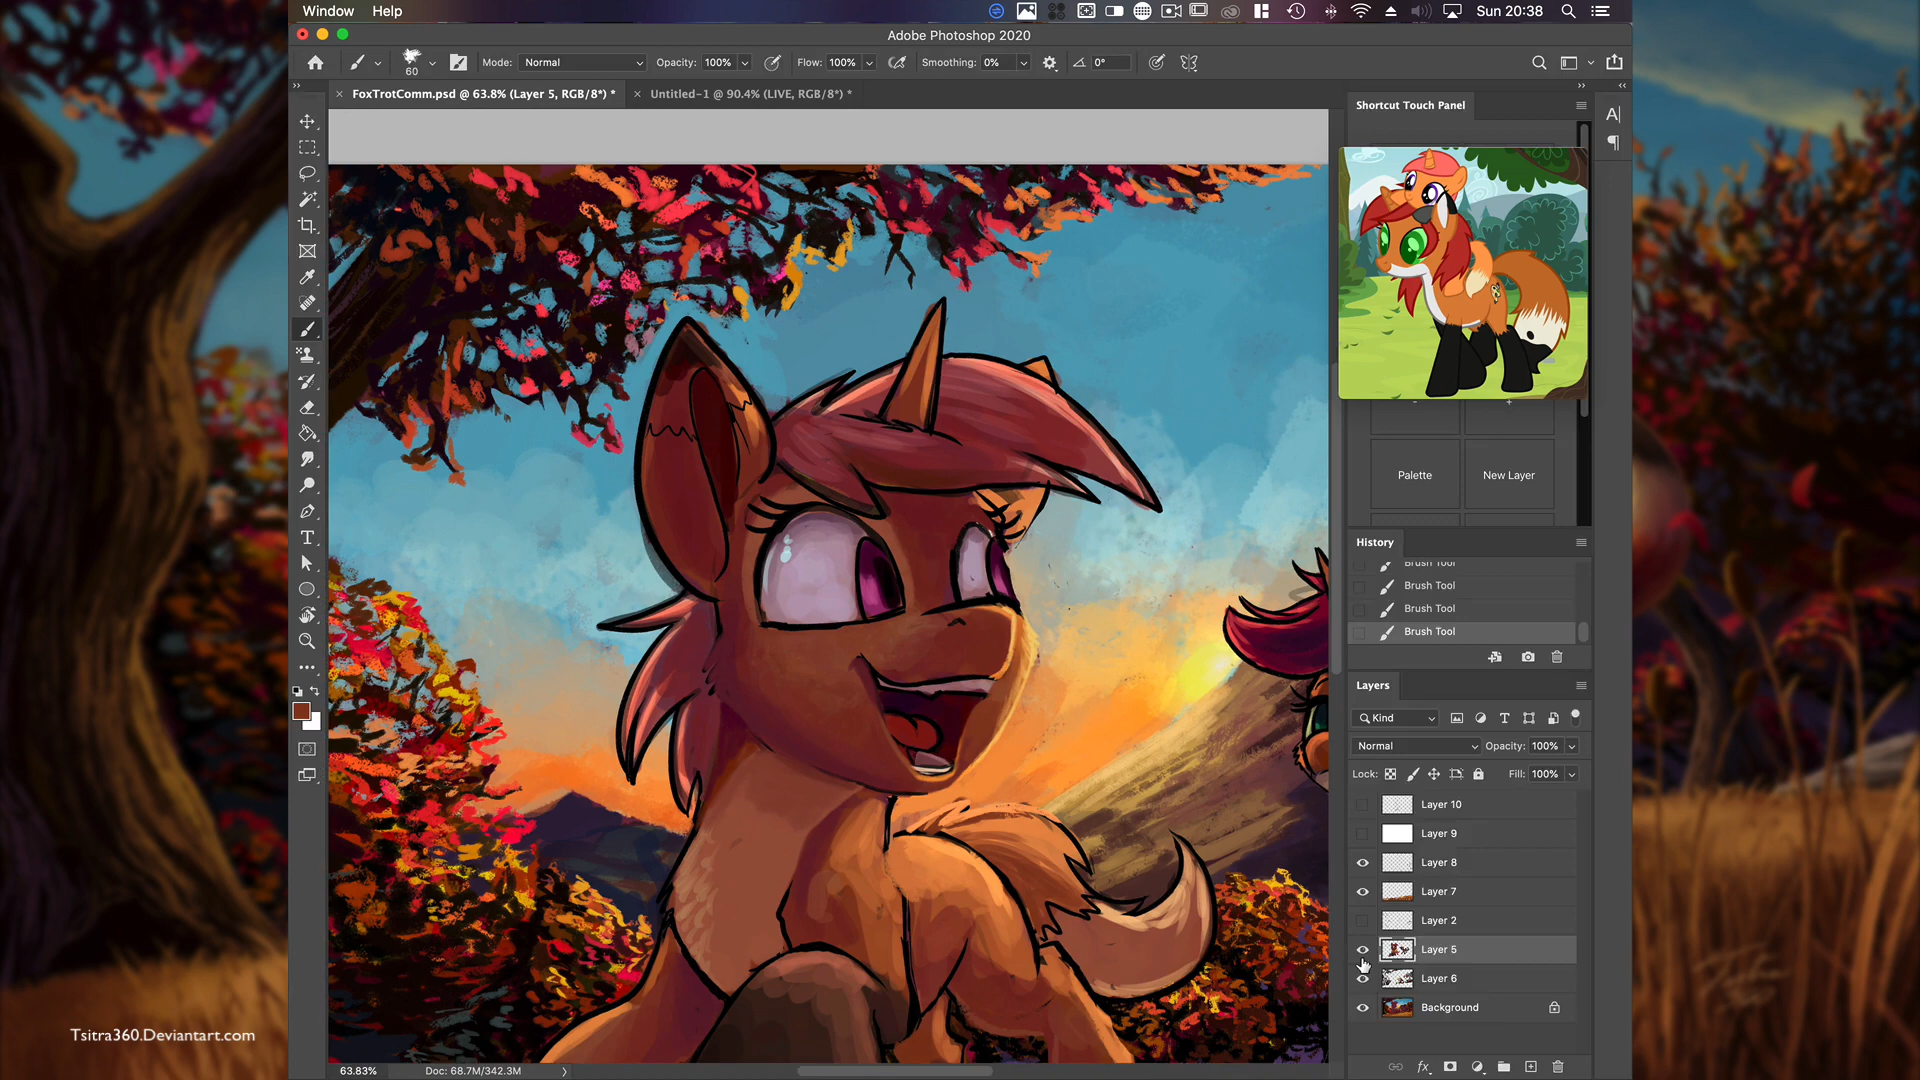 Window Help
Sun 20:38
Adobe Photoshop 2020
60
Mode: Normal
Opacity: 100%
Flow: 100%
Smoothing: 0%
0°
FoxTrotComm.psd @ 63.8% (Layer 5, RGB/8*) *
Untitled-1 @ 90.4% (LIVE, RGB/8*) *
Shortcut Touch Panel
Palette
New Layer
History
Brush Tool
Brush Tool
Brush Tool
Brush Tool
Layers
Kind
Normal
Opacity: 100%
Lock:
Fill: 100%
Layer 10
Layer 9
Layer 8
Layer 7
Layer 2
Layer 5
Layer 6
Background
fx
63.83%
Doc: 68.7M/342.3M
Tsitra360.Deviantart.com